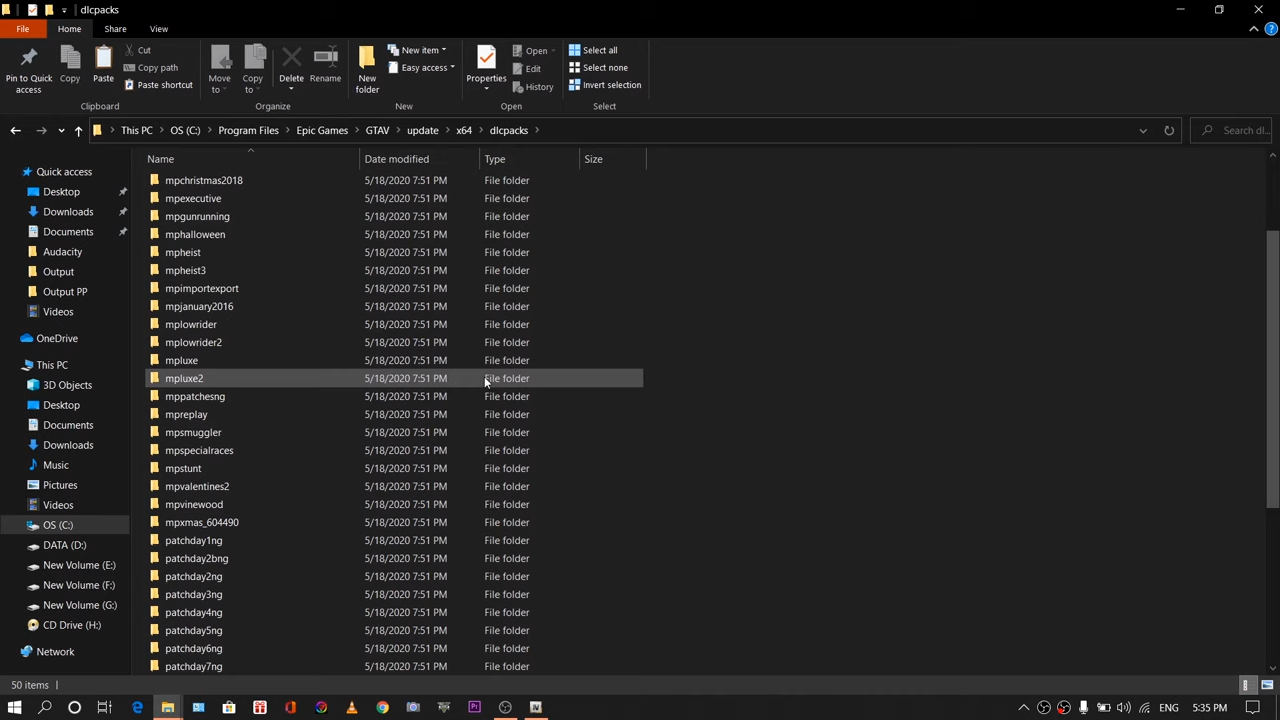 dlcpacks
File Home Share View
Pin to Quick access
Copy
Paste
Cut
Copy path
Paste shortcut
Clipboard
Move to
Copy to
Delete
Rename
Organize
New folder
New item
Easy access
New
Properties
Open
Edit
History
Open
Select all
Select none
Invert selection
Select
This PC OS (C:) Program Files Epic Games GTAV update x64 dlcpacks
Search dl...
Name Date modified Type Size
Quick access
Desktop
Downloads
Documents
Audacity
Output
Output PP
Videos
OneDrive
This PC
3D Objects
Desktop
Documents
Downloads
Music
Pictures
Videos
OS (C:)
DATA (D:)
New Volume (E:)
New Volume (F:)
New Volume (G:)
CD Drive (H:)
Network
mpchristmas2018 5/18/2020 7:51 PM File folder
mpexecutive 5/18/2020 7:51 PM File folder
mpgunrunning 5/18/2020 7:51 PM File folder
mphalloween 5/18/2020 7:51 PM File folder
mpheist 5/18/2020 7:51 PM File folder
mpheist3 5/18/2020 7:51 PM File folder
mpimportexport 5/18/2020 7:51 PM File folder
mpjanuary2016 5/18/2020 7:51 PM File folder
mplowrider 5/18/2020 7:51 PM File folder
mplowrider2 5/18/2020 7:51 PM File folder
mpluxe 5/18/2020 7:51 PM File folder
mpluxe2 5/18/2020 7:51 PM File folder
mppatchesng 5/18/2020 7:51 PM File folder
mpreplay 5/18/2020 7:51 PM File folder
mpsmuggler 5/18/2020 7:51 PM File folder
mpspecialraces 5/18/2020 7:51 PM File folder
mpstunt 5/18/2020 7:51 PM File folder
mpvalentines2 5/18/2020 7:51 PM File folder
mpvinewood 5/18/2020 7:51 PM File folder
mpxmas_604490 5/18/2020 7:51 PM File folder
patchday1ng 5/18/2020 7:51 PM File folder
patchday2bng 5/18/2020 7:51 PM File folder
patchday2ng 5/18/2020 7:51 PM File folder
patchday3ng 5/18/2020 7:51 PM File folder
patchday4ng 5/18/2020 7:51 PM File folder
patchday5ng 5/18/2020 7:51 PM File folder
patchday6ng 5/18/2020 7:51 PM File folder
patchday7ng 5/18/2020 7:51 PM File folder
50 items
ENG 5:35 PM